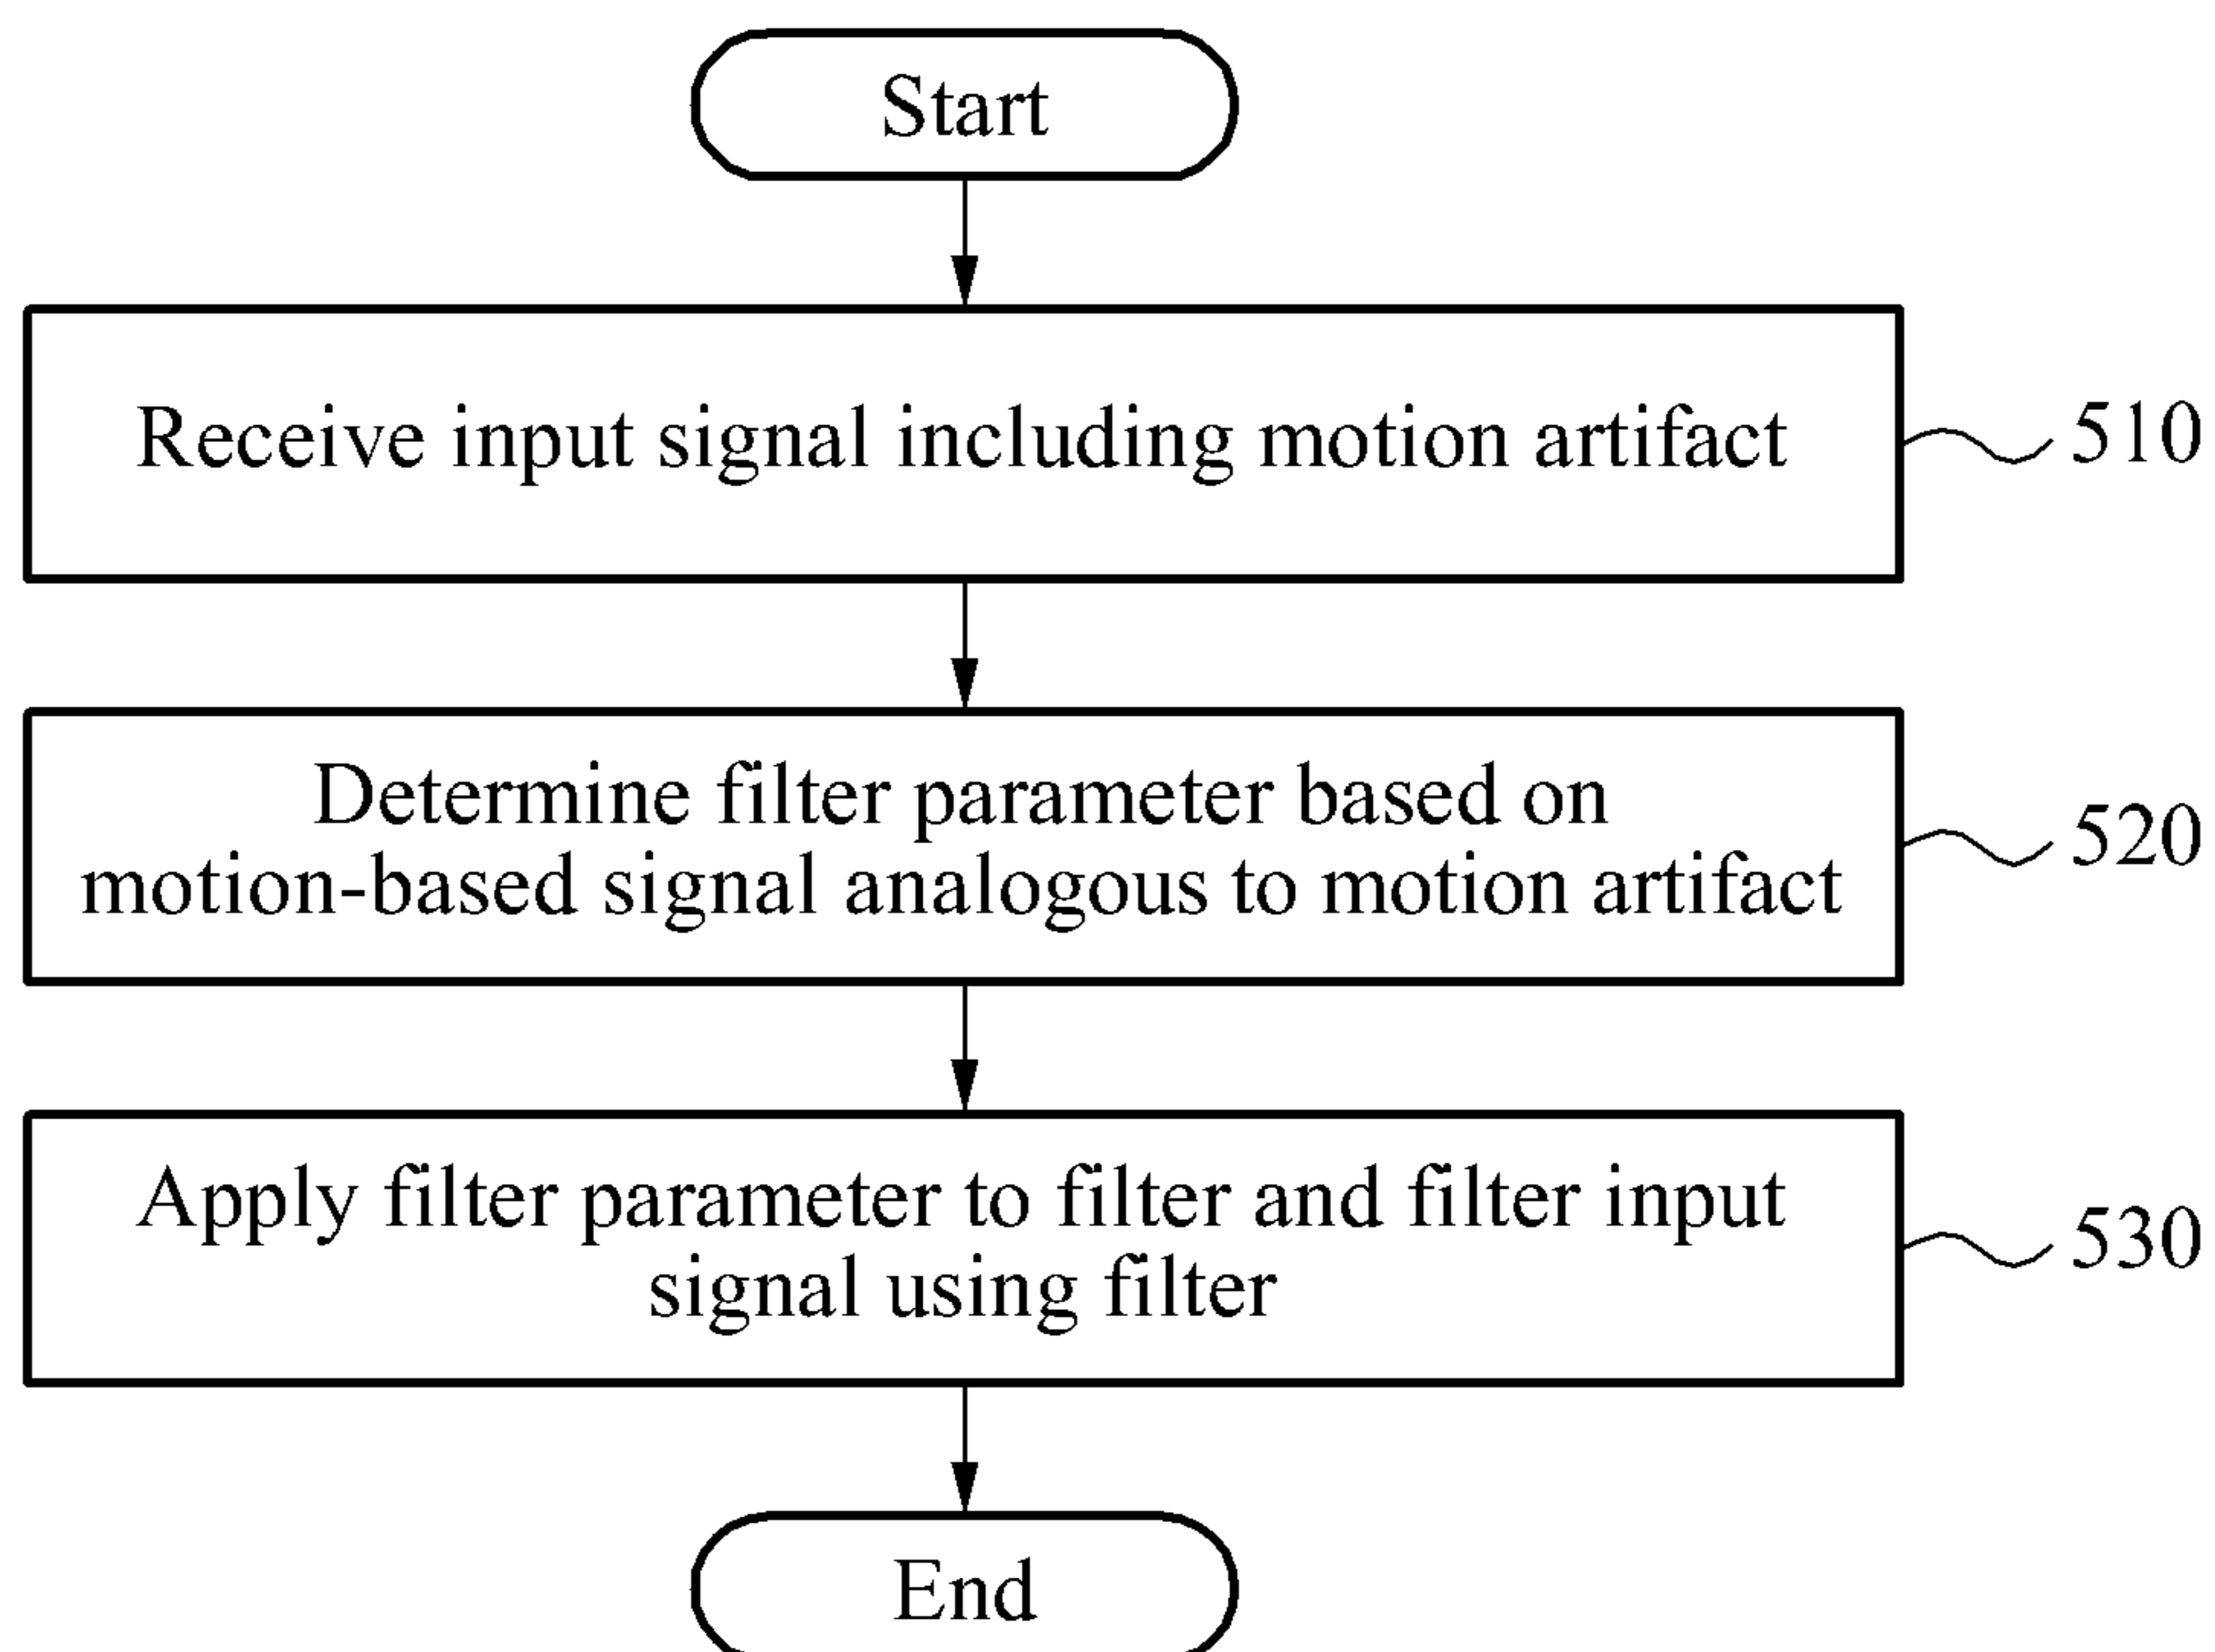 Start
Receive input signal including motion artifact
510
Determine filter parameter based on
motion-based signal analogous to motion artifact
520
Apply filter parameter to filter and filter input
signal using filter
530
End